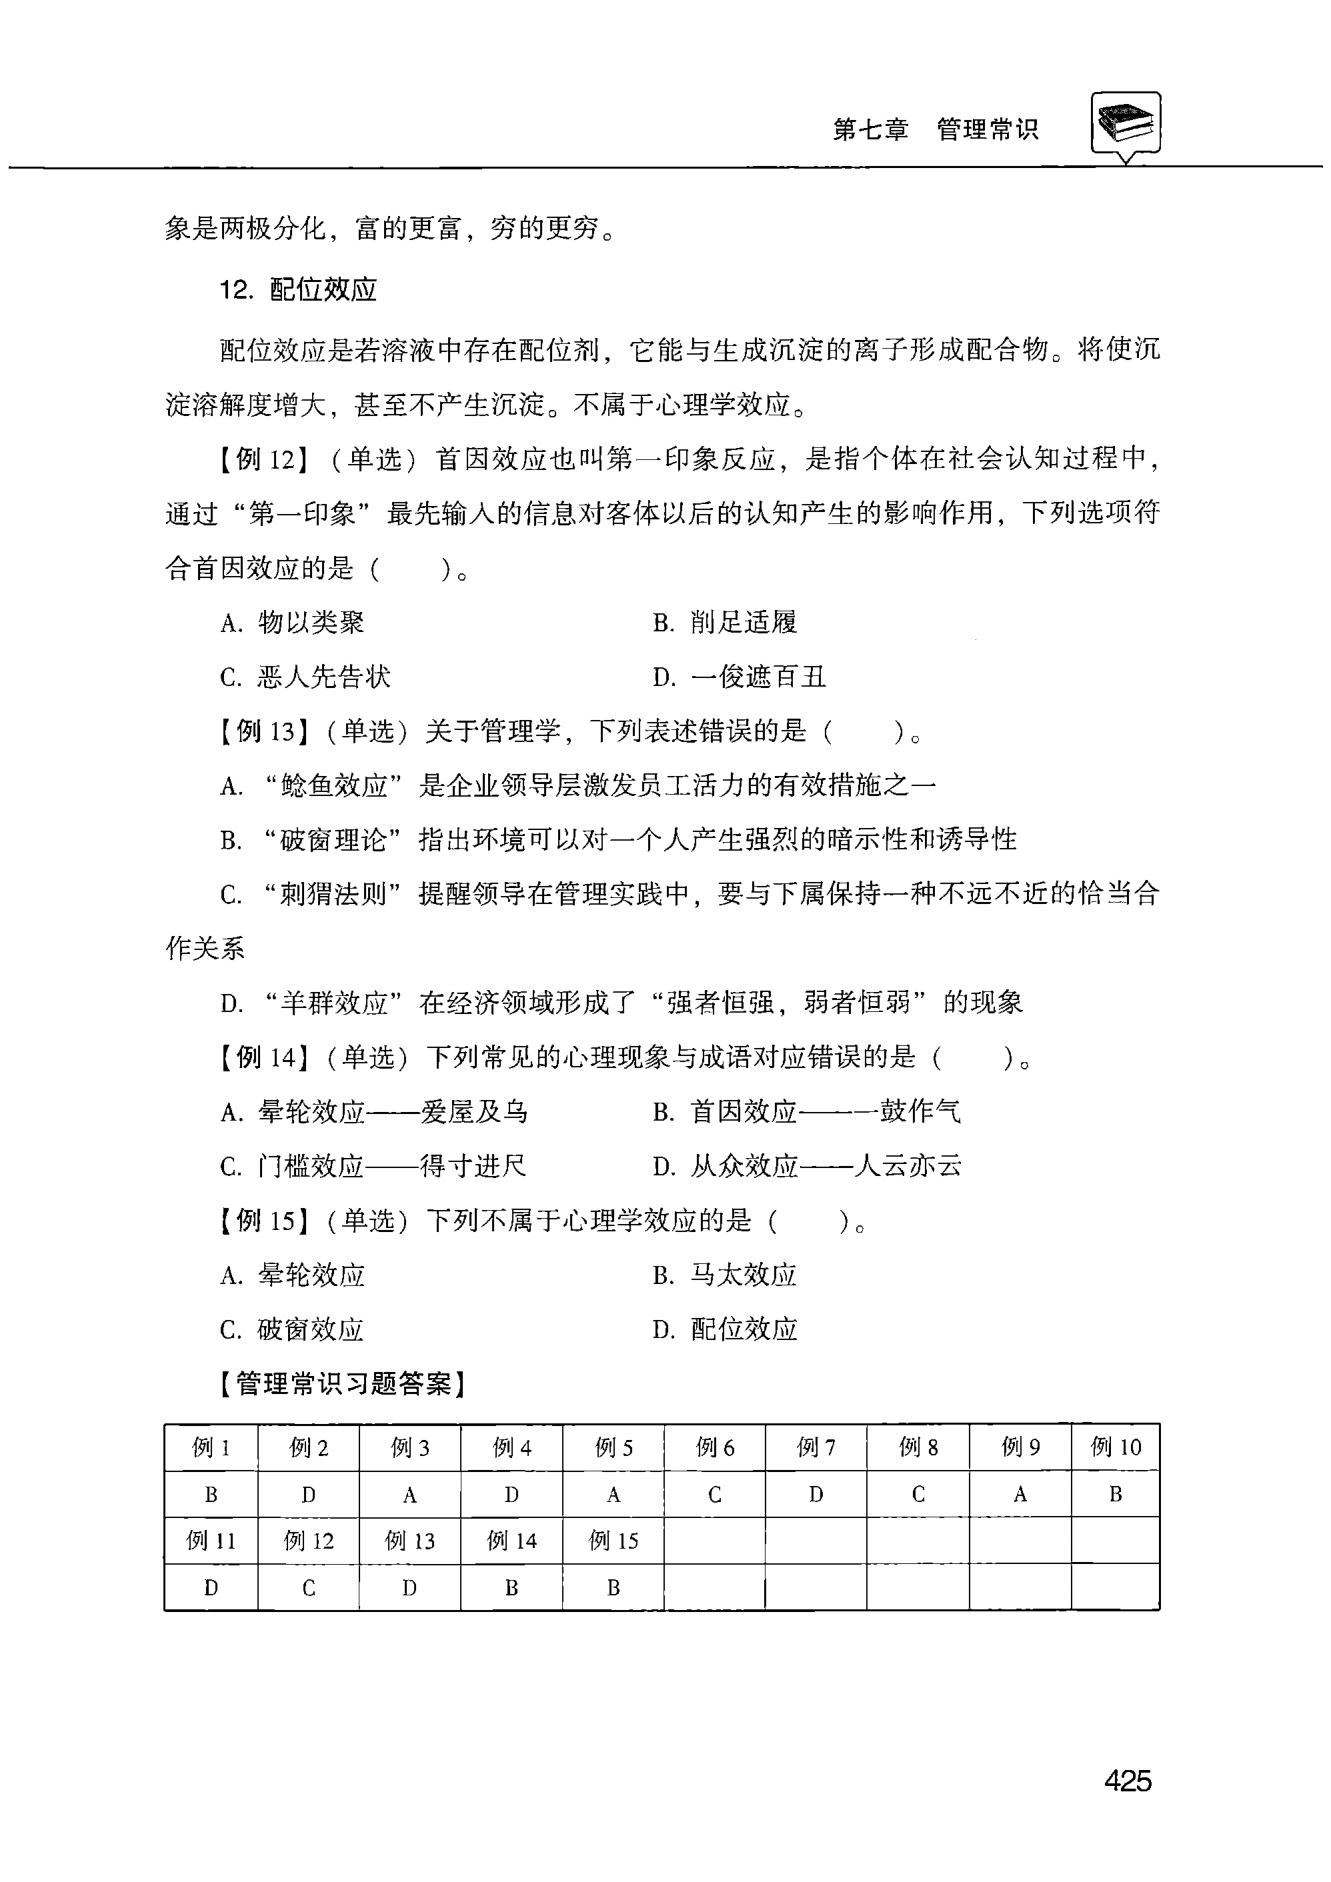 第七章 管理常识
象是两极分化，富的更富，穷的更穷。
12. 配位效应
配位效应是若溶液中存在配位剂，它能与生成沉淀的离子形成配合物。将使沉
淀溶解度增大，甚至不产生沉淀。不属于心理学效应。
【例 12】（单选）首因效应也叫第一印象反应，是指个体在社会认知过程中，
通过“第一印象”最先输入的信息对客体以后的认知产生的影响作用，下列选项符
合首因效应的是（　　）。
A. 物以类聚 B. 削足适履
C. 恶人先告状 D. 一俊遮百丑
【例 13】（单选）关于管理学，下列表述错误的是（　　）。
A. “鲶鱼效应”是企业领导层激发员工活力的有效措施之一
B. “破窗理论”指出环境可以对一个人产生强烈的暗示性和诱导性
C. “刺猬法则”提醒领导在管理实践中，要与下属保持一种不远不近的恰当合
作关系
D. “羊群效应”在经济领域形成了“强者恒强，弱者恒弱”的现象
【例 14】（单选）下列常见的心理现象与成语对应错误的是（　　）。
A. 晕轮效应——爱屋及乌 B. 首因效应——一鼓作气
C. 门槛效应——得寸进尺 D. 从众效应——人云亦云
【例 15】（单选）下列不属于心理学效应的是（　　）。
A. 晕轮效应 B. 马太效应
C. 破窗效应 D. 配位效应
【管理常识习题答案】
例 1 例 2 例 3 例 4 例 5 例 6 例 7 例 8 例 9 例 10
B D A D A C D C A B
例 11 例 12 例 13 例 14 例 15
D C D B B
425